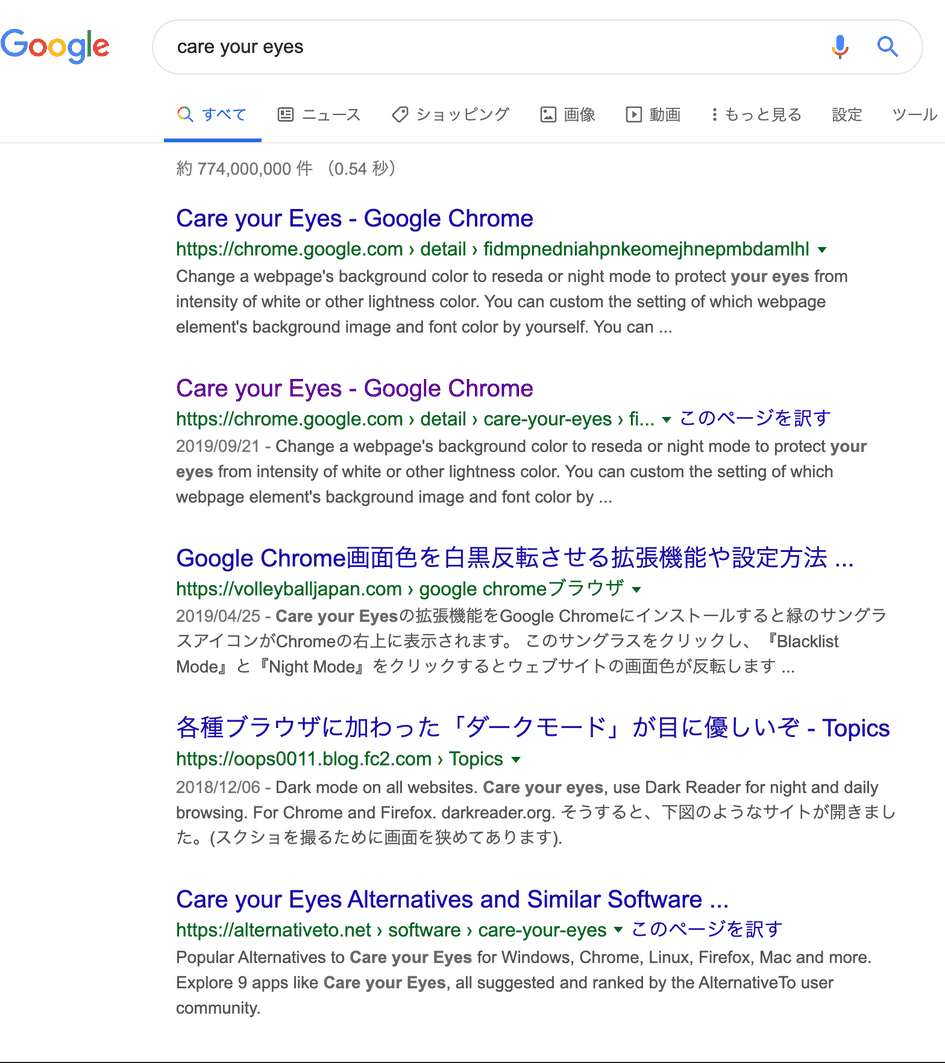 Google
care your eyes
すべて ニュース ショッピング 画像 動画 もっと見る 設定 ツール
約 774,000,000 件 （0.54 秒）
Care your Eyes - Google Chrome
https://chrome.google.com › detail › fidmpnedniahpnkeomejhnepmbdamlhl
Change a webpage's background color to reseda or night mode to protect your eyes from
intensity of white or other lightness color. You can custom the setting of which webpage
element's background image and font color by yourself. You can ...
Care your Eyes - Google Chrome
https://chrome.google.com › detail › care-your-eyes › fi... このページを訳す
2019/09/21 - Change a webpage's background color to reseda or night mode to protect your
eyes from intensity of white or other lightness color. You can custom the setting of which
webpage element's background image and font color by ...
Google Chrome画面色を白黒反転させる拡張機能や設定方法 ...
https://volleyballjapan.com › google chromeブラウザ
2019/04/25 - Care your Eyesの拡張機能をGoogle Chromeにインストールすると緑のサングラ
スアイコンがChromeの右上に表示されます。 このサングラスをクリックし、『Blacklist
Mode』と『Night Mode』をクリックするとウェブサイトの画面色が反転します ...
各種ブラウザに加わった「ダークモード」が目に優しいぞ - Topics
https://oops0011.blog.fc2.com › Topics
2018/12/06 - Dark mode on all websites. Care your eyes, use Dark Reader for night and daily
browsing. For Chrome and Firefox. darkreader.org. そうすると、下図のようなサイトが開きまし
た。(スクショを撮るために画面を狭めてあります).
Care your Eyes Alternatives and Similar Software ...
https://alternativeto.net › software › care-your-eyes このページを訳す
Popular Alternatives to Care your Eyes for Windows, Chrome, Linux, Firefox, Mac and more.
Explore 9 apps like Care your Eyes, all suggested and ranked by the AlternativeTo user
community.